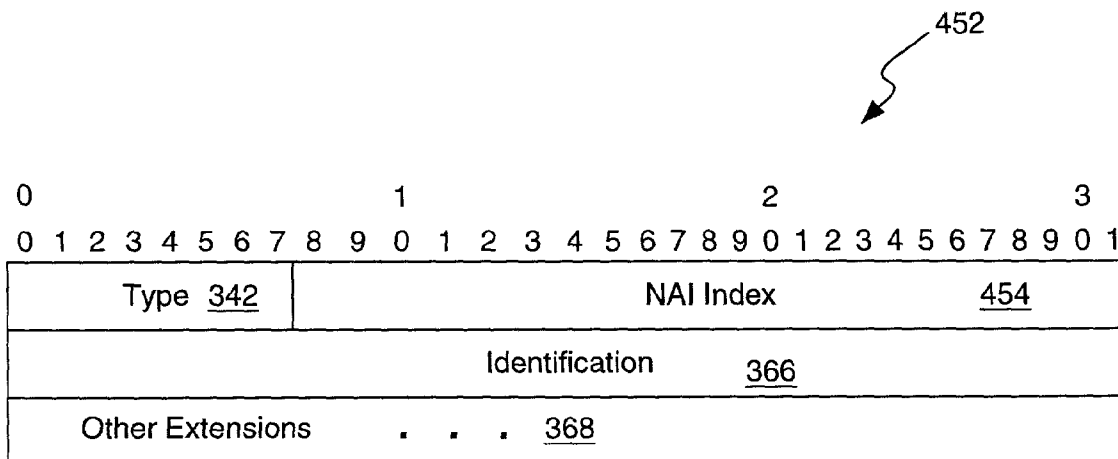 452
0 1 2 3
0 1 2 3 4 5 6 7 8 9 0 1 2 3 4 5 6 7 8 9 0 1 2 3 4 5 6 7 8 9 0 1
Type 342 NAI Index 454
Identification 366
Other Extensions . . . 368